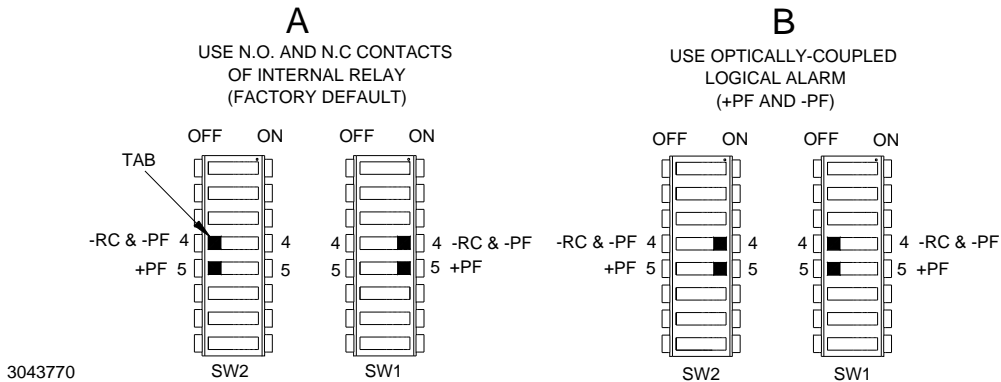 A
USE N.O. AND N.C CONTACTS
OF INTERNAL RELAY
(FACTORY DEFAULT)
OFF ON OFF ON
TAB
-RC & -PF 4 4 4 4 -RC & -PF
+PF 5 5 5 5 +PF
SW2 SW1
B
USE OPTICALLY-COUPLED
LOGICAL ALARM
(+PF AND -PF)
OFF ON OFF ON
-RC & -PF 4 4 4 4 -RC & -PF
+PF 5 5 5 5 +PF
SW2 SW1
3043770